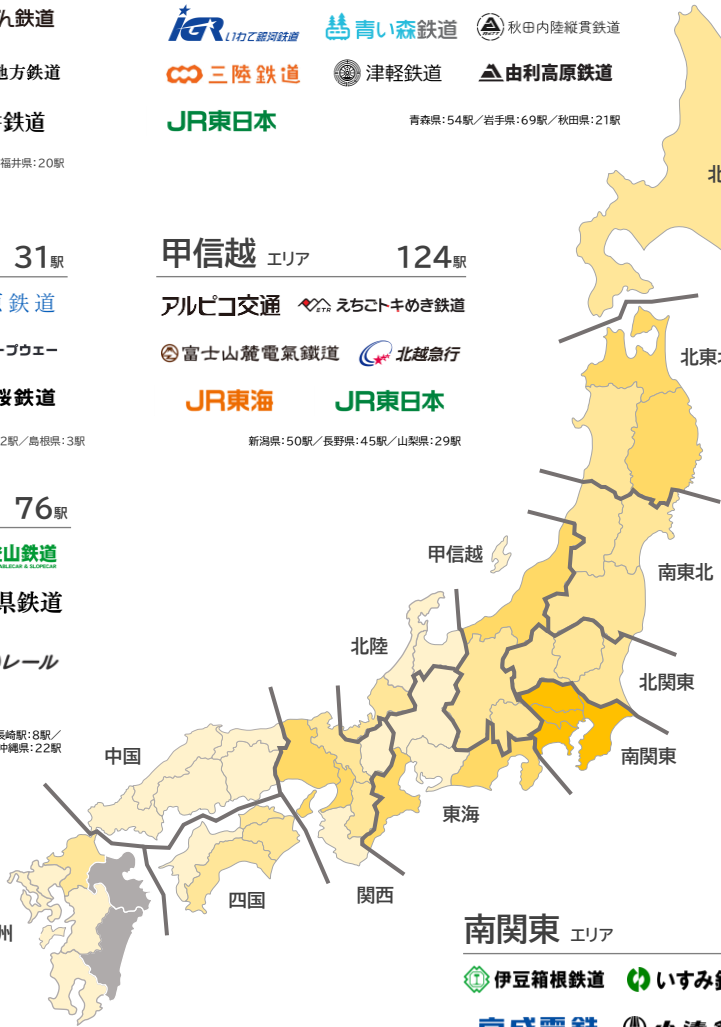 ん鉄道
地方鉄道
鉄道
福井県：20駅
31駅
鉄道
ープウェー
桜鉄道
2駅／島根県：3駅
76駅
山鉄道
ABLECAR & SLOPECAR
県鉄道
レール
長崎駅：8駅／
沖縄県：22駅
州
IGR いわて銀河鉄道
青い森鉄道
秋田内陸縦貫鉄道
三陸鉄道
津軽鉄道
由利高原鉄道
JR東日本
青森県：54駅／岩手県：69駅／秋田県：21駅
甲信越 エリア 124駅
アルピコ交通
ETR えちごトキめき鉄道
富士山麓電氣鐵道
北越急行
JR東海
JR東日本
新潟県：50駅／長野県：45駅／山梨県：29駅
北
北東北
南東北
甲信越
北陸
北関東
南関東
中国
東海
四国
関西
南関東 エリア
伊豆箱根鉄道
いすみ鉄
京成電鉄
小湊